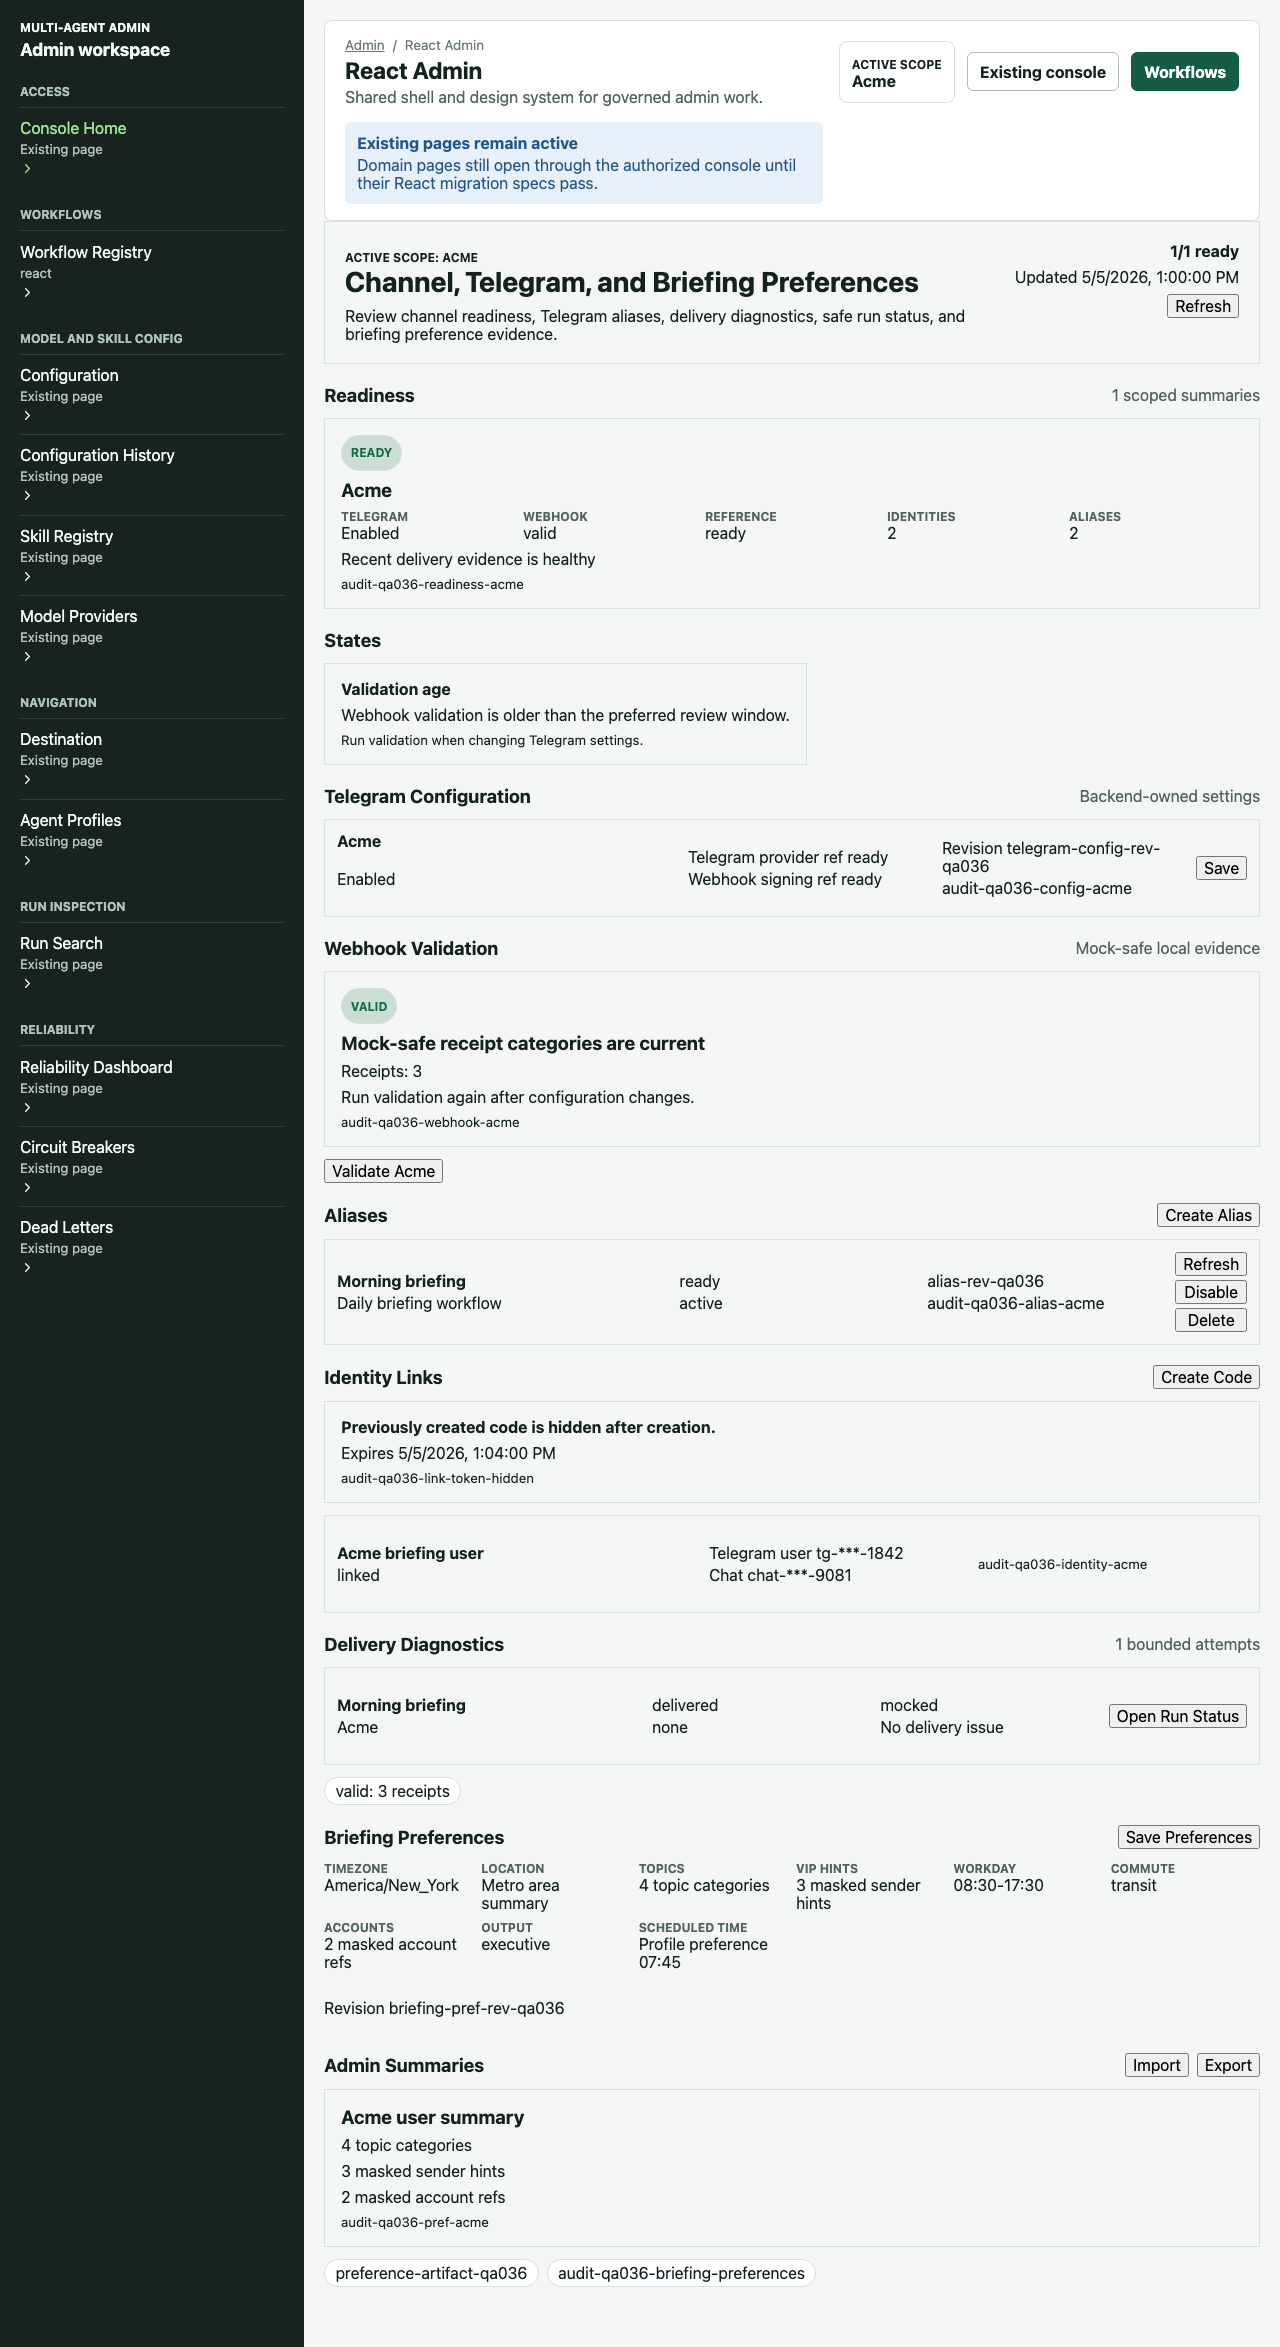 MULTI-AGENT ADMIN
Admin workspace
ACCESS
Console Home
Existing page
WORKFLOWS
Workflow Registry
react
MODEL AND SKILL CONFIG
Configuration
Existing page
Configuration History
Existing page
Skill Registry
Existing page
Model Providers
Existing page
NAVIGATION
Destination
Existing page
Agent Profiles
Existing page
RUN INSPECTION
Run Search
Existing page
RELIABILITY
Reliability Dashboard
Existing page
Circuit Breakers
Existing page
Dead Letters
Existing page
Admin / React Admin
React Admin
Shared shell and design system for governed admin work.
ACTIVE SCOPE
Acme
Existing console
Workflows
Existing pages remain active
Domain pages still open through the authorized console until
their React migration specs pass.
ACTIVE SCOPE: ACME
Channel, Telegram, and Briefing Preferences
Review channel readiness, Telegram aliases, delivery diagnostics, safe run status, and
briefing preference evidence.
1/1 ready
Updated 5/5/2026, 1:00:00 PM
Refresh
Readiness
1 scoped summaries
READY
Acme
TELEGRAM
Enabled
WEBHOOK
valid
REFERENCE
ready
IDENTITIES
2
ALIASES
2
Recent delivery evidence is healthy
audit-qa036-readiness-acme
States
Validation age
Webhook validation is older than the preferred review window.
Run validation when changing Telegram settings.
Telegram Configuration
Backend-owned settings
Acme
Enabled
Telegram provider ref ready
Webhook signing ref ready
Revision telegram-config-rev-
qa036
audit-qa036-config-acme
Save
Webhook Validation
Mock-safe local evidence
VALID
Mock-safe receipt categories are current
Receipts: 3
Run validation again after configuration changes.
audit-qa036-webhook-acme
Validate Acme
Aliases
Create Alias
Morning briefing
Daily briefing workflow
ready
active
alias-rev-qa036
audit-qa036-alias-acme
Refresh
Disable
Delete
Identity Links
Create Code
Previously created code is hidden after creation.
Expires 5/5/2026, 1:04:00 PM
audit-qa036-link-token-hidden
Acme briefing user
linked
Telegram user tg-***-1842
Chat chat-***-9081
audit-qa036-identity-acme
Delivery Diagnostics
1 bounded attempts
Morning briefing
Acme
delivered
none
mocked
No delivery issue
Open Run Status
valid: 3 receipts
Briefing Preferences
Save Preferences
TIMEZONE
America/New_York
LOCATION
Metro area
summary
TOPICS
4 topic categories
VIP HINTS
3 masked sender
hints
WORKDAY
08:30-17:30
COMMUTE
transit
ACCOUNTS
2 masked account
refs
OUTPUT
executive
SCHEDULED TIME
Profile preference
07:45
Revision briefing-pref-rev-qa036
Admin Summaries
Import
Export
Acme user summary
4 topic categories
3 masked sender hints
2 masked account refs
audit-qa036-pref-acme
preference-artifact-qa036
audit-qa036-briefing-preferences